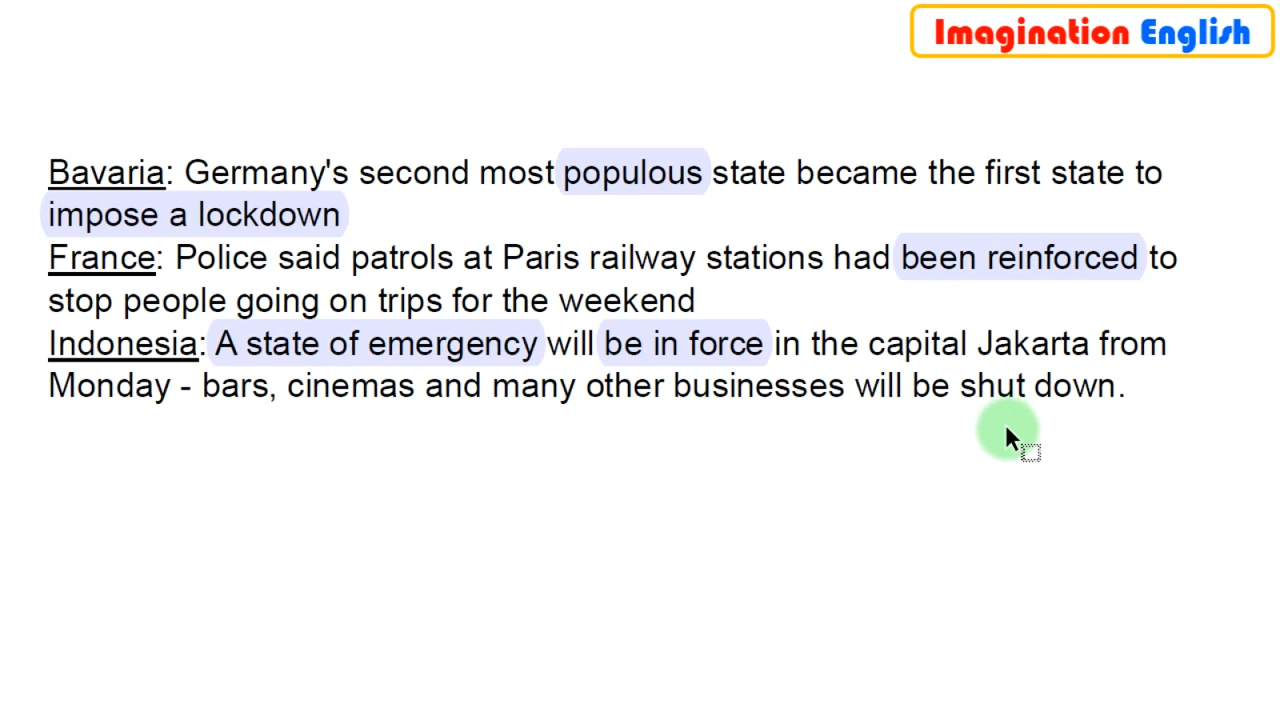 Imagination English
Bavaria: Germany's second most populous state became the first state to
impose a lockdown
France: Police said patrols at Paris railway stations had been reinforced to
stop people going on trips for the weekend
Indonesia: A state of emergency will be in force in the capital Jakarta from
Monday - bars, cinemas and many other businesses will be shut down.